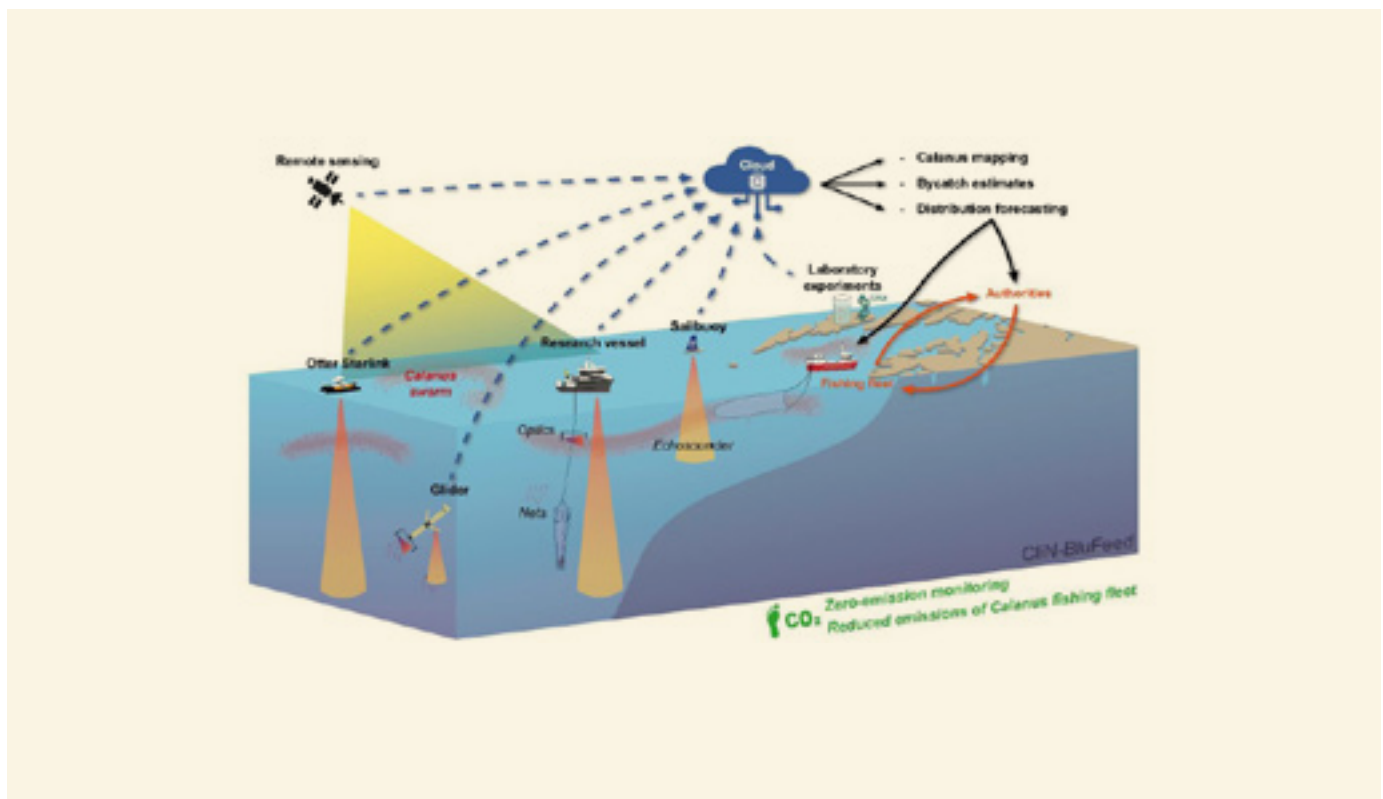 Remote sensing
Cloud
- Calanus mapping
- Bycatch estimates
- Distribution forecasting
Laboratory
experiments
Authorities
Sailbuoy
Research vessel
Otter Starlink
Calanus
swarm
Fishing fleet
Optics
Echosounder
Glider
Nets
CliN-BluFeed
CO₂
Zero-emission monitoring
Reduced emissions of Calanus fishing fleet